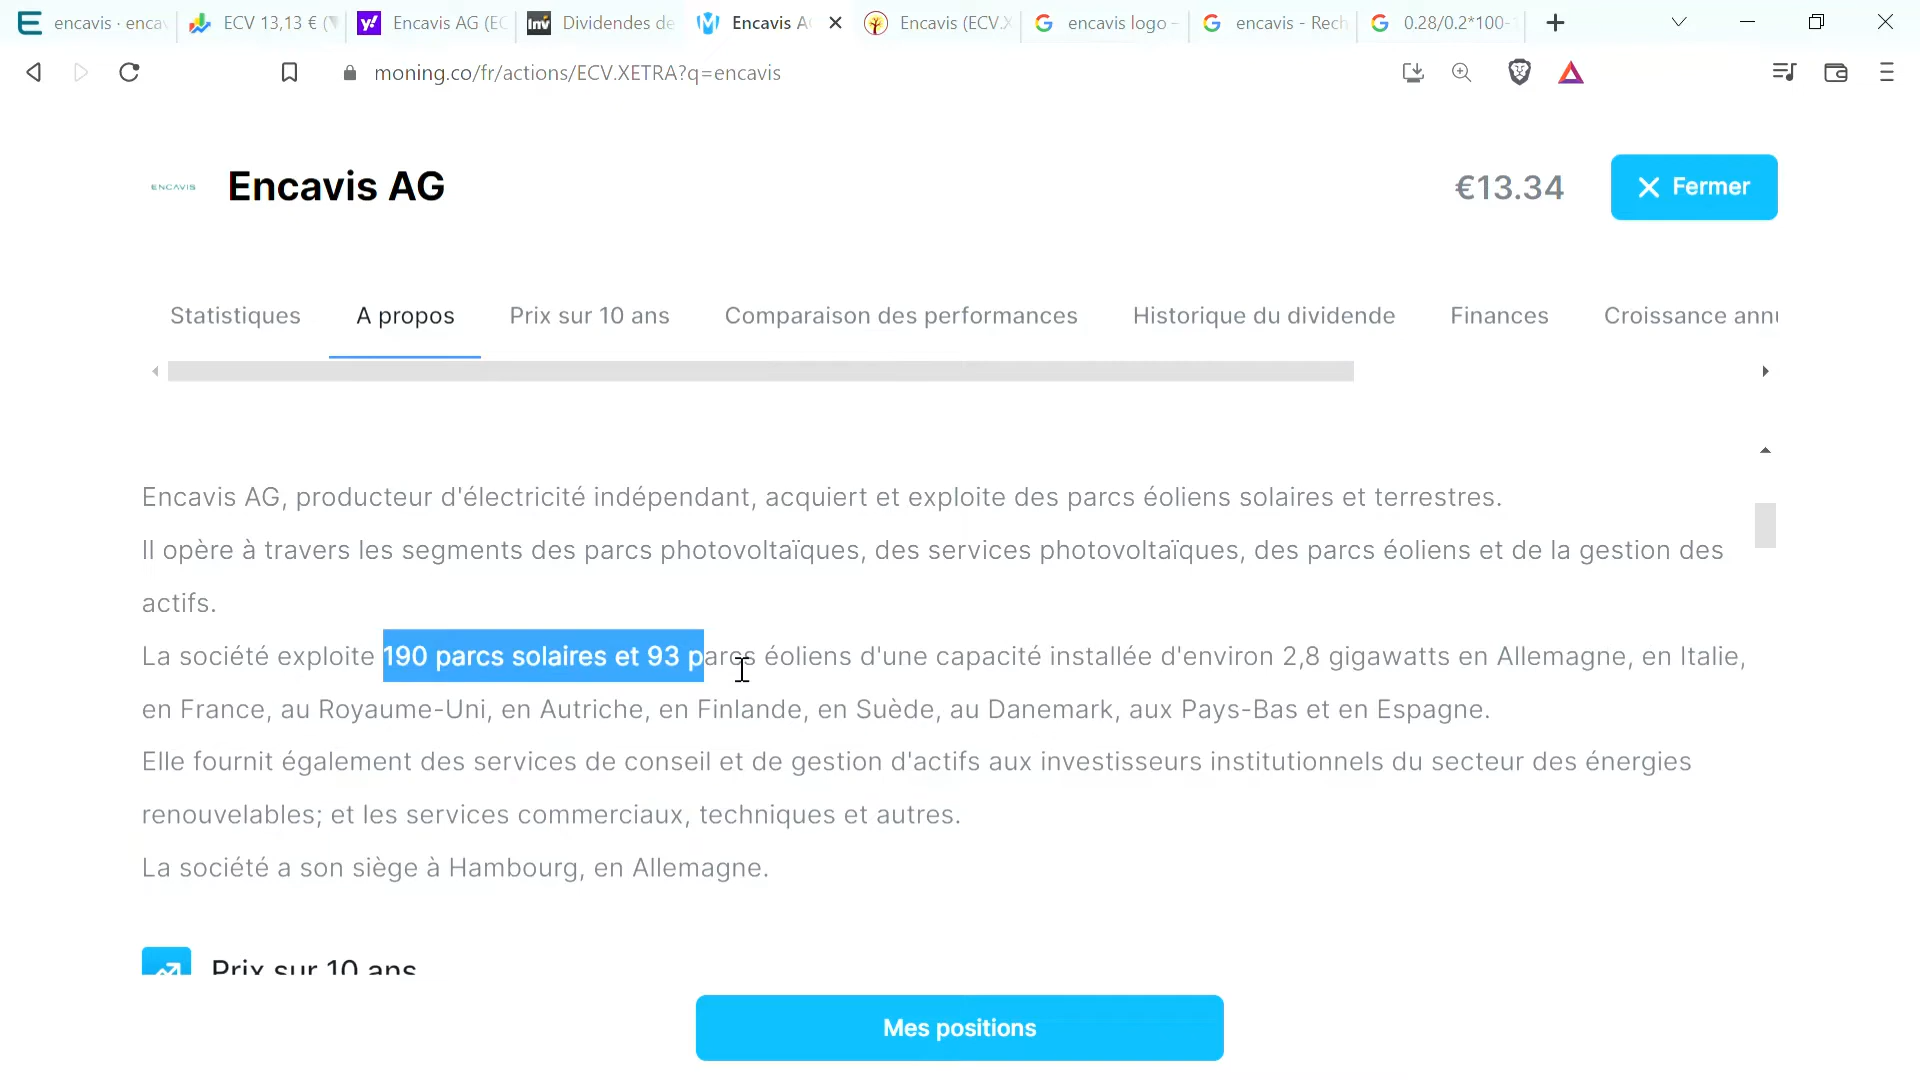 encavis · enca
ECV 13,13 € (
Encavis AG (EC
Dividendes de
Encavis A
Encavis (ECV.X
encavis logo -
encavis - Rech
0.28/0.2*100-
moning.co/fr/actions/ECV.XETRA?q=encavis
ENCAVIS
Encavis AG
€13.34
Fermer
Statistiques
A propos
Prix sur 10 ans
Comparaison des performances
Historique du dividende
Finances
Croissance annu
Encavis AG, producteur d'électricité indépendant, acquiert et exploite des parcs éoliens solaires et terrestres.
Il opère à travers les segments des parcs photovoltaïques, des services photovoltaïques, des parcs éoliens et de la gestion des
actifs.
La société exploite 190 parcs solaires et 93 parcs éoliens d'une capacité installée d'environ 2,8 gigawatts en Allemagne, en Italie,
en France, au Royaume-Uni, en Autriche, en Finlande, en Suède, au Danemark, aux Pays-Bas et en Espagne.
Elle fournit également des services de conseil et de gestion d'actifs aux investisseurs institutionnels du secteur des énergies
renouvelables; et les services commerciaux, techniques et autres.
La société a son siège à Hambourg, en Allemagne.
Prix sur 10 ans
Mes positions